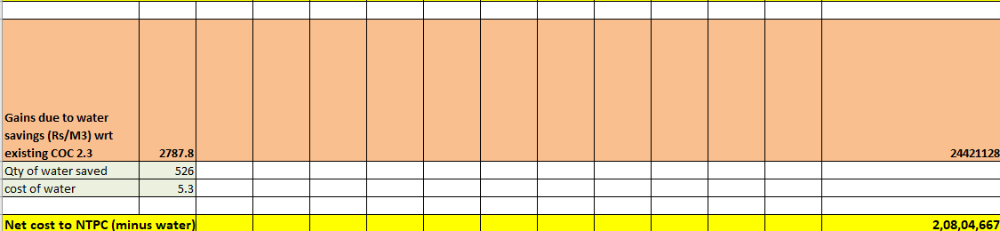 Gains due to water
savings (Rs/M3) wrt
existing COC 2.3 2787.8 24421128
Qty of water saved 526
cost of water 5.3
Net cost to NTPC (minus water) 2,08,04,667